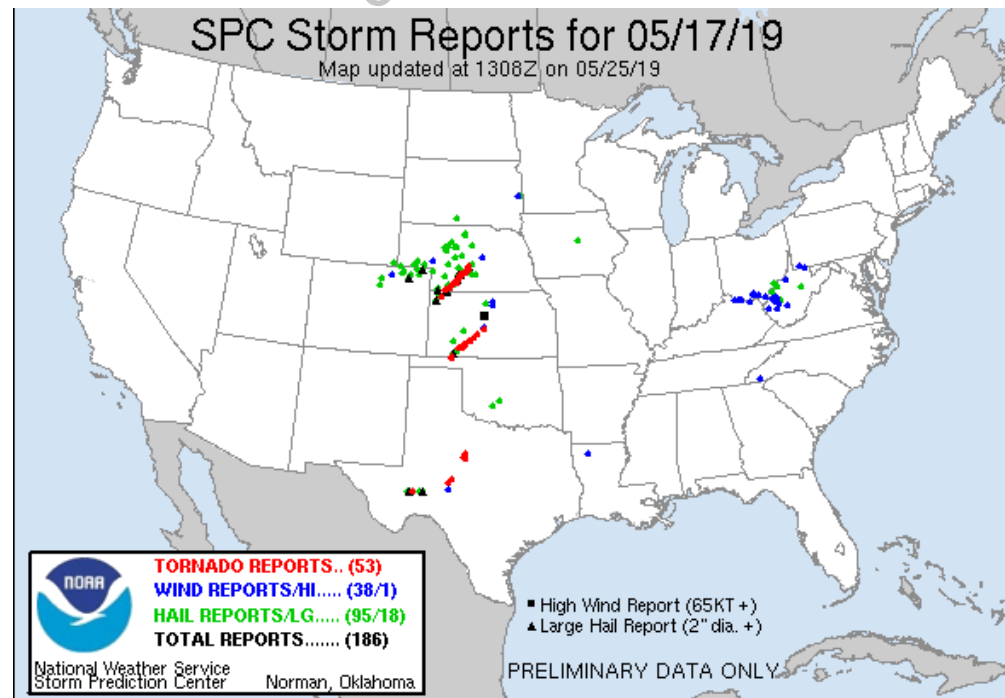 SPC Storm Reports for 05/17/19
Map updated at 1308Z on 05/25/19
NOAA
TORNADO REPORTS.. (53)
WIND REPORTS/HI..... (38/1)
HAIL REPORTS/LG..... (95/18)
TOTAL REPORTS....... (186)
National Weather Service
Storm Prediction Center Norman, Oklahoma
■ High Wind Report (65KT +)
▲ Large Hail Report (2" dia. +)
PRELIMINARY DATA ONLY